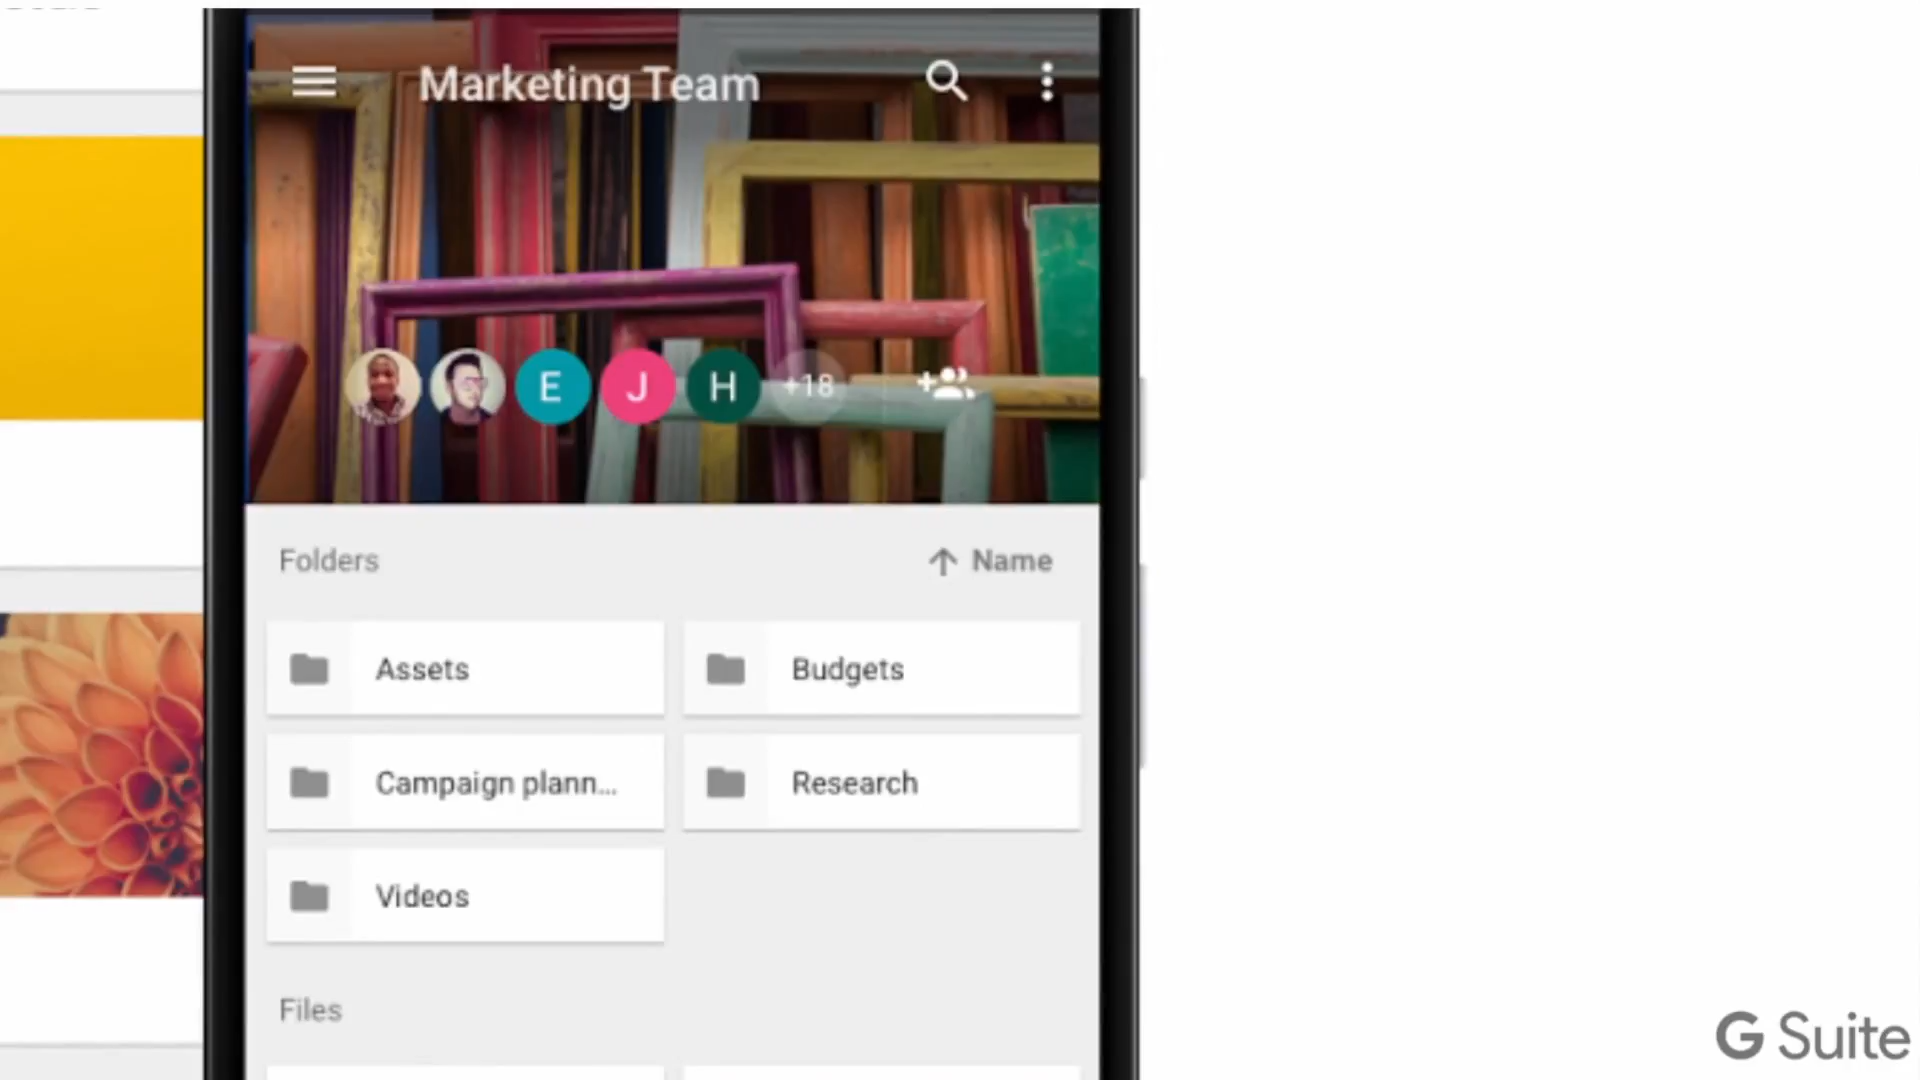 Marketing Team
E J H +18
Folders
Name
Assets
Budgets
Campaign plann...
Research
Videos
Files
G Suite